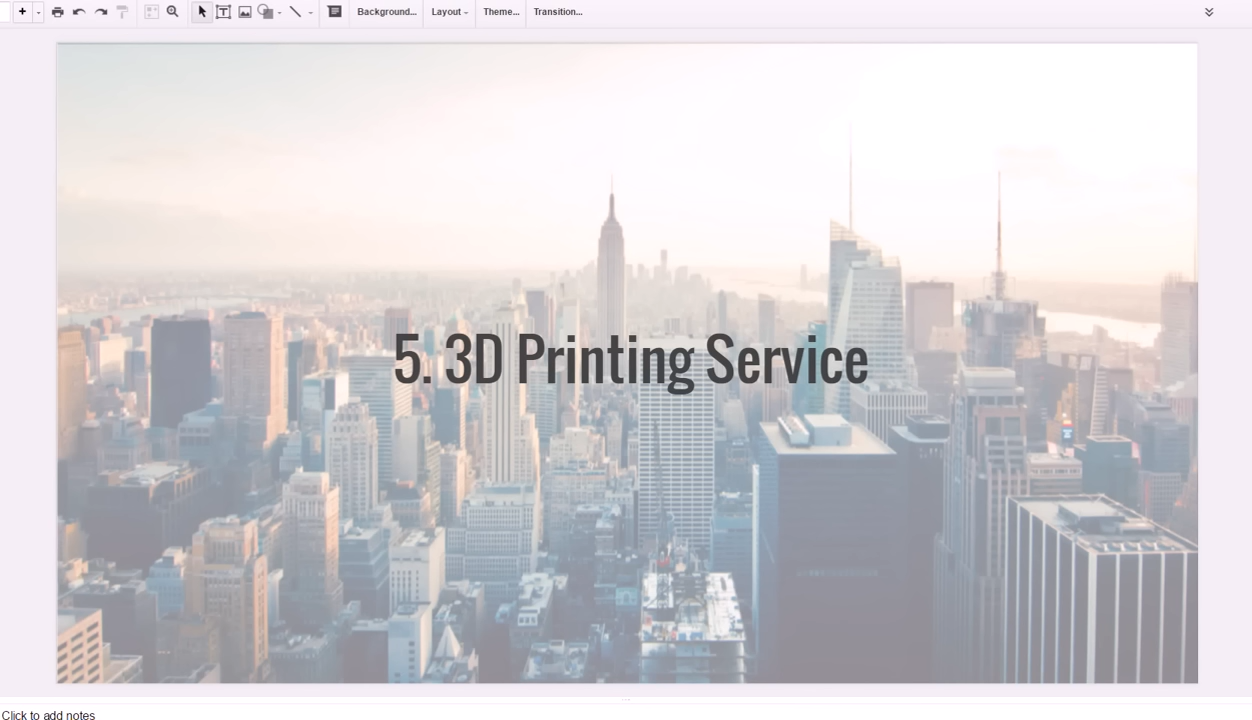 Background... Layout Theme... Transition...
5. 3D Printing Service
Click to add notes